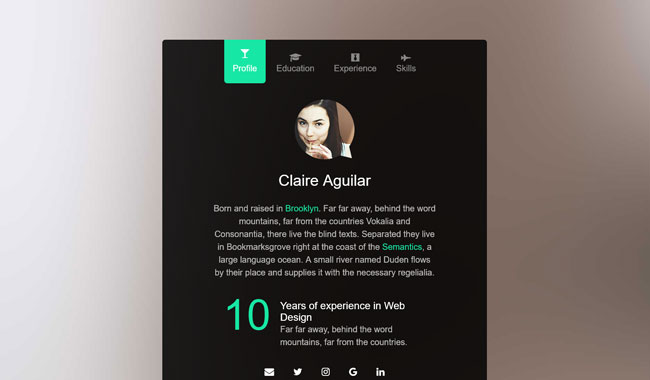 Profile
Education
Experience
Skills
Claire Aguilar
Born and raised in Brooklyn. Far far away, behind the word
mountains, far from the countries Vokalia and
Consonantia, there live the blind texts. Separated they live
in Bookmarksgrove right at the coast of the Semantics, a
large language ocean. A small river named Duden flows
by their place and supplies it with the necessary regelialia.
10
Years of experience in Web
Design
Far far away, behind the word
mountains, far from the countries.